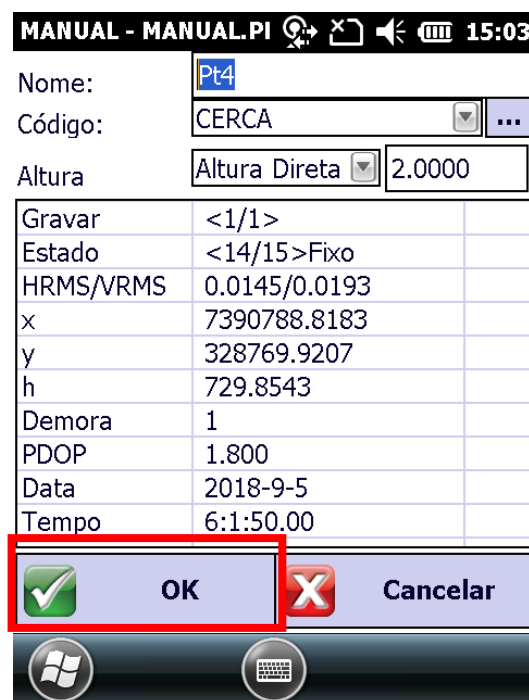 MANUAL - MANUAL.PI 15:03
Nome: Pt4
Código: CERCA ...
Altura Altura Direta 2.0000
Gravar <1/1>
Estado <14/15>Fixo
HRMS/VRMS 0.0145/0.0193
x 7390788.8183
y 328769.9207
h 729.8543
Demora 1
PDOP 1.800
Data 2018-9-5
Tempo 6:1:50.00
OK Cancelar